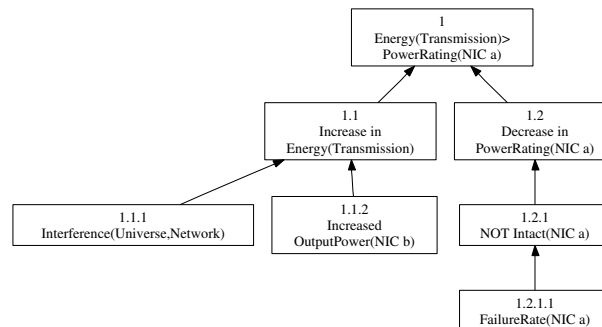 1
Energy(Transmission)>
PowerRating(NIC a)
1.1
Increase in
Energy(Transmission)
1.2
Decrease in
PowerRating(NIC a)
1.1.1
Interference(Universe,Network)
1.1.2
Increased
OutputPower(NIC b)
1.2.1
NOT Intact(NIC a)
1.2.1.1
FailureRate(NIC a)